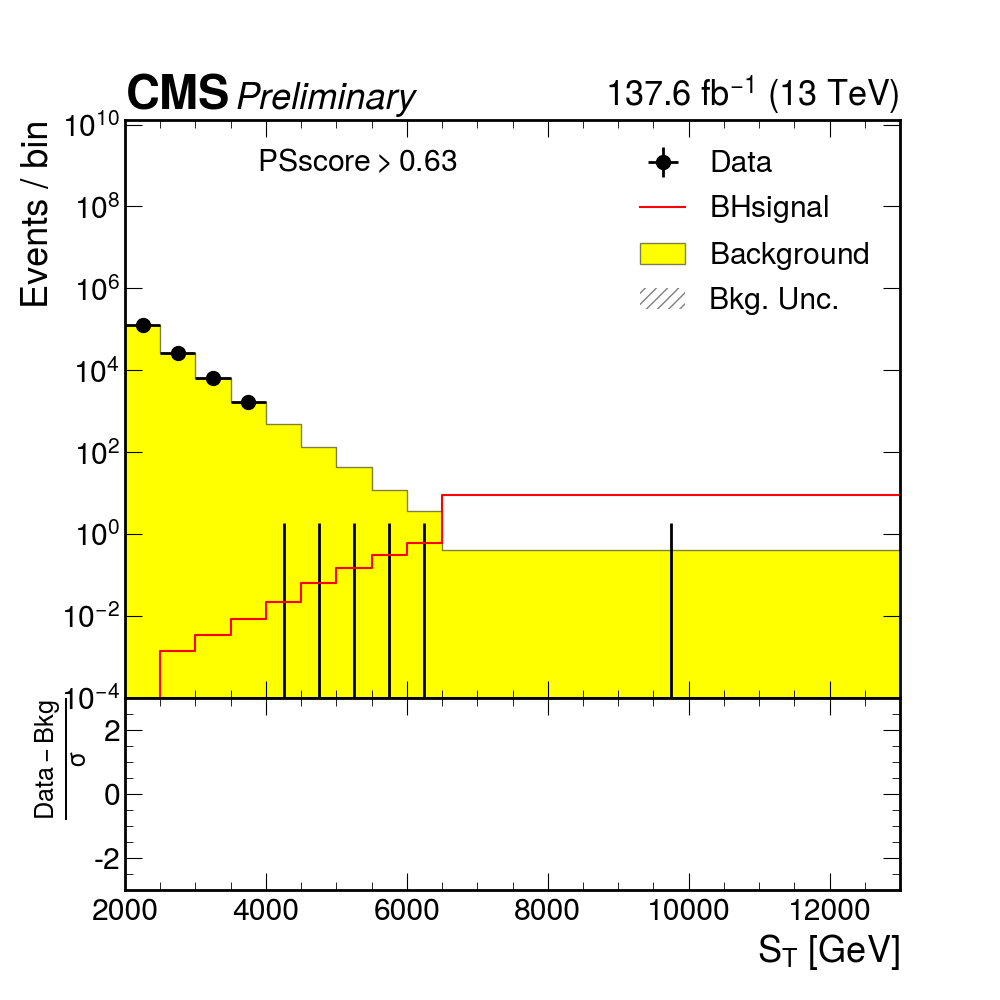 CMS Preliminary 137.6 fb⁻¹ (13 TeV)
Events / bin
10¹⁰
10⁸
10⁶
10⁴
10²
10⁰
10⁻²
10⁻⁴
PSscore > 0.63
Data
BHsignal
Background
Bkg. Unc.
Data – Bkg
σ
2
0
-2
2000 4000 6000 8000 10000 12000
S_T [GeV]